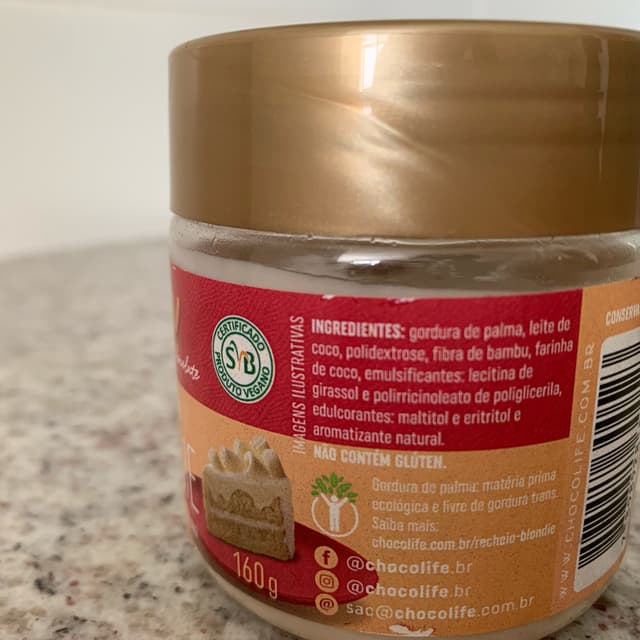 CERTIFICADO
SVB
PRODUTO VEGANO
IMAGENS ILUSTRATIVAS
INGREDIENTES: gordura de palma, leite de
coco, polidextrose, fibra de bambu, farinha
de coco, emulsificantes: lecitina de
girassol e polirricinoleato de poliglicerila,
edulcorantes: maltitol e eritritol e
aromatizante natural.
NÃO CONTÉM GLÚTEN.
Gordura de palma: matéria prima
ecológica e livre de gordura trans.
Saiba mais:
chocolife.com.br/recheio-blondie
@chocolife.br
@chocolife.br
sac@chocolife.com.br
160g
WWW.CHOCOLIFE.COM.BR